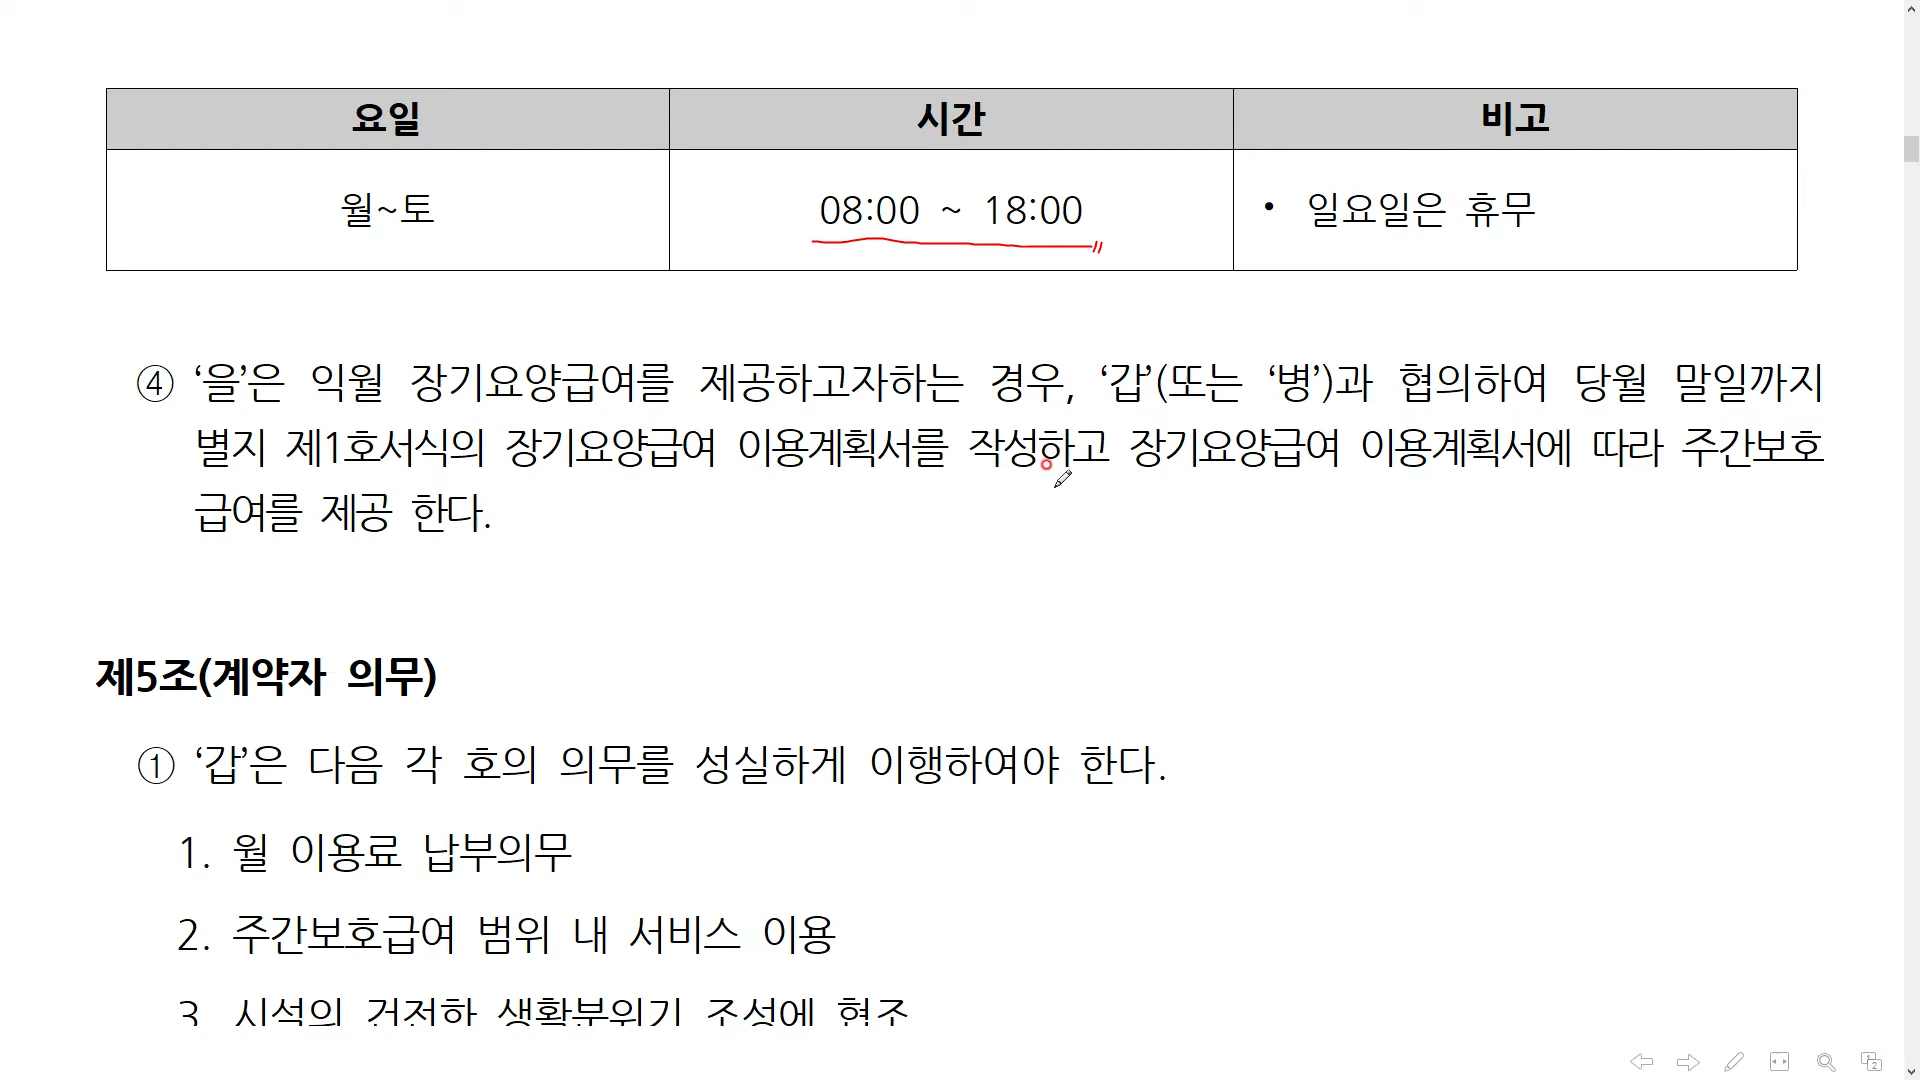 요일 시간 비고
월~토 08:00 ~ 18:00 • 일요일은 휴무
④ ‘을’은 익월 장기요양급여를 제공하고자하는 경우, ‘갑’(또는 ‘병’)과 협의하여 당월 말일까지
별지 제1호서식의 장기요양급여 이용계획서를 작성하고 장기요양급여 이용계획서에 따라 주간보호
급여를 제공 한다.
제5조(계약자 의무)
① ‘갑’은 다음 각 호의 의무를 성실하게 이행하여야 한다.
1. 월 이용료 납부의무
2. 주간보호급여 범위 내 서비스 이용
3. 시설의 건전한 생활분위기 조성에 협조